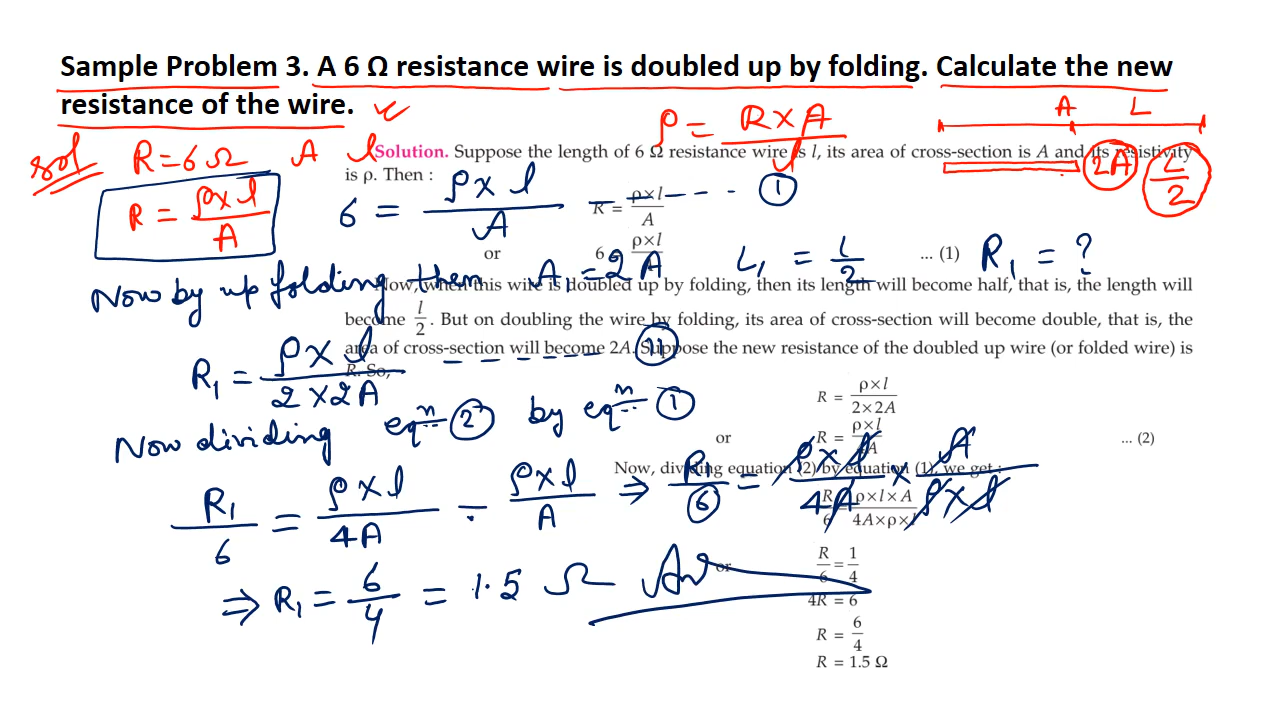 Sample Problem 3. A 6 Ω resistance wire is doubled up by folding. Calculate the new
resistance of the wire.
A L
ρ = R×A / l
Sol R = 6 Ω A l
Solution. Suppose the length of 6 Ω resistance wire is l, its area of cross-section is A and its resistivity
is ρ. Then :
2A L/2
R = ρ×l / A
6 = ρ×l / A ---- (1)
R = ρ×l / A
or 6 = ρ×l / A ... (1)
Now by up folding then A₁ = 2A L₁ = L/2 R₁ = ?
Now, when this wire is doubled up by folding, then its length will become half, that is, the length will
become l/2. But on doubling the wire by folding, its area of cross-section will become double, that is, the
area of cross-section will become 2A. Suppose the new resistance of the doubled up wire (or folded wire) is
R. So,
R₁ = ρ×l / 2×2A ------ (11)
R = ρ×l / 2×2A
Now dividing eqⁿ (2) by eqⁿ (1)
or R = ρ×l / 4A ... (2)
Now, dividing equation (2) by equation (1), we get :
R₁/6 = ρ×l / 4A ÷ ρ×l / A ⇒ R₁/6 = ρ×l / 4A × A / ρ×l
R/6 = ρ×l×A / 4A×ρ×l
or R/6 = 1/4
⇒ R₁ = 6/4 = 1.5 Ω Ans
4R = 6
R = 6/4
R = 1.5 Ω